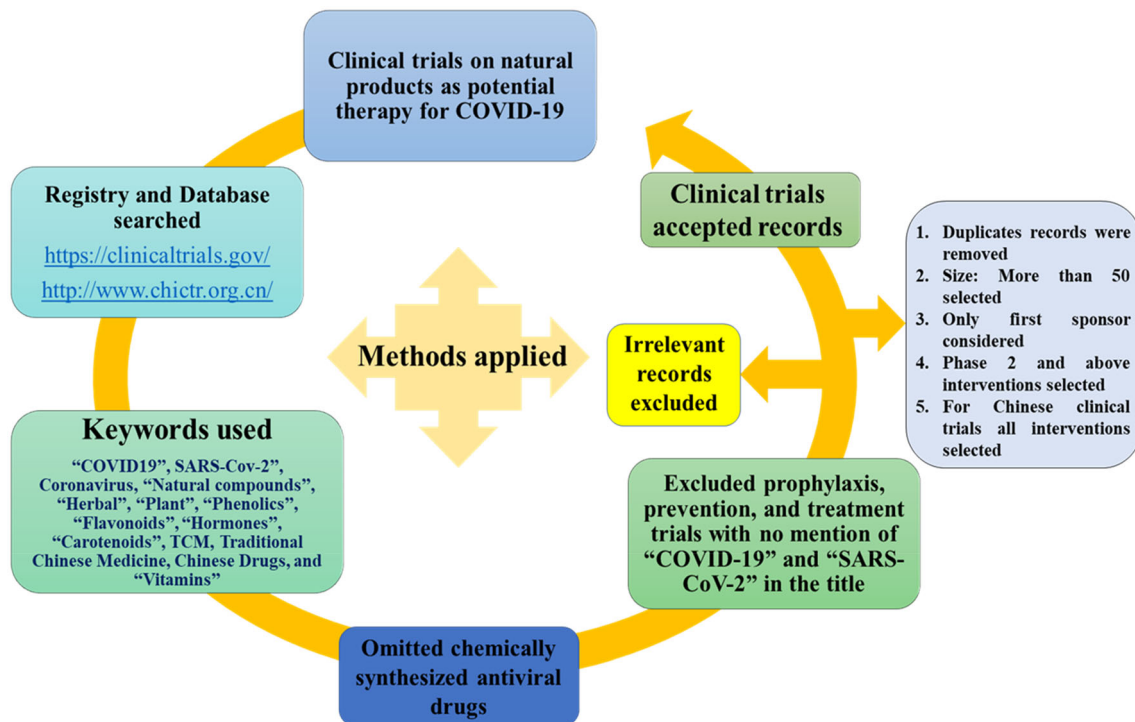 Clinical trials on natural
products as potential
therapy for COVID-19
Registry and Database
searched
https://clinicaltrials.gov/
http://www.chictr.org.cn/
Keywords used
“COVID19”, SARS-Cov-2”,
Coronavirus, “Natural compounds”,
“Herbal”, “Plant”, “Phenolics”,
“Flavonoids”, “Hormones”,
“Carotenoids”, TCM, Traditional
Chinese Medicine, Chinese Drugs, and
“Vitamins”
Omitted chemically
synthesized antiviral
drugs
Excluded prophylaxis,
prevention, and treatment
trials with no mention of
“COVID-19” and “SARS-
CoV-2” in the title
Irrelevant
records
excluded
1. Duplicates records were
removed
2. Size: More than 50
selected
3. Only first sponsor
considered
4. Phase 2 and above
interventions selected
5. For Chinese clinical
trials all interventions
selected
Clinical trials
accepted records
Methods applied